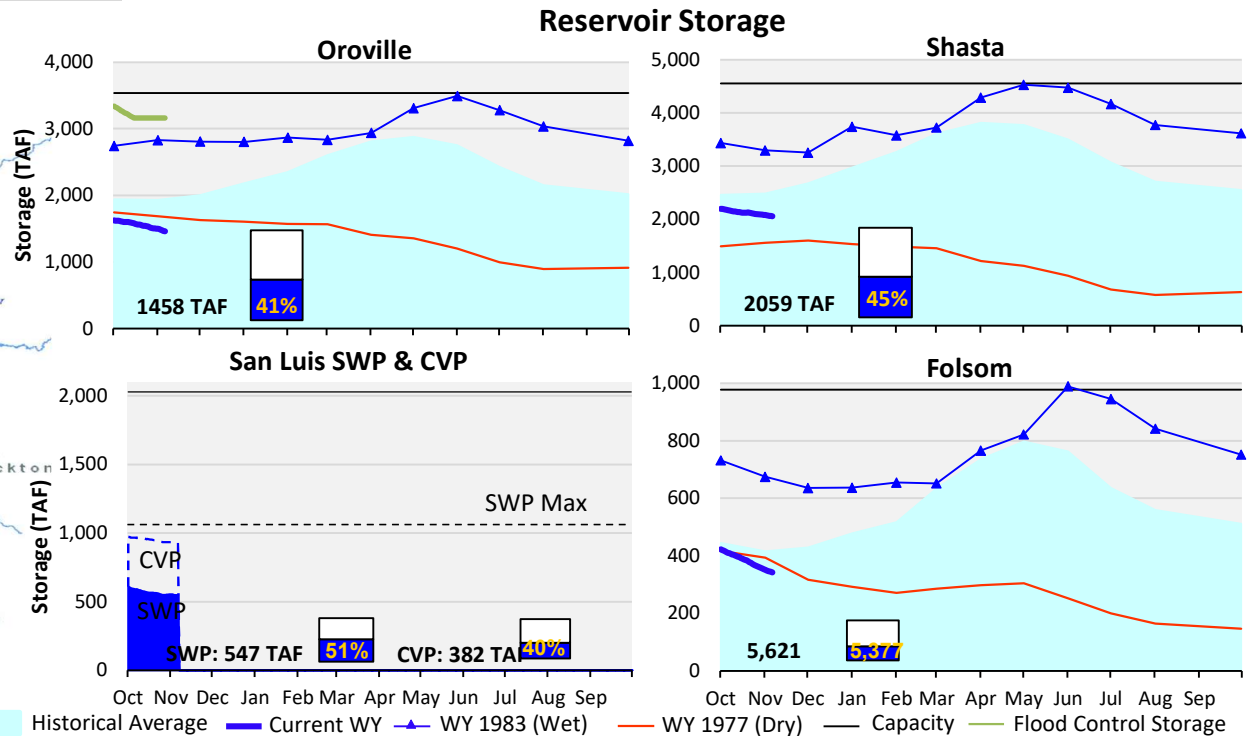 Reservoir Storage
Oroville
4,000
3,000
2,000
1,000
0
Storage (TAF)
1458 TAF
41%
Shasta
5,000
4,000
3,000
2,000
1,000
0
2059 TAF
45%
San Luis SWP & CVP
2,000
1,500
1,000
500
0
Storage (TAF)
SWP Max
CVP
SWP
SWP: 547 TAF
51%
CVP: 382 TAF
40%
Oct Nov Dec Jan Feb Mar Apr May Jun Jul Aug Sep
Folsom
1,000
800
600
400
200
0
5,621
5,377
Oct Nov Dec Jan Feb Mar Apr May Jun Jul Aug Sep
ckton
Historical Average Current WY WY 1983 (Wet) WY 1977 (Dry) Capacity Flood Control Storage